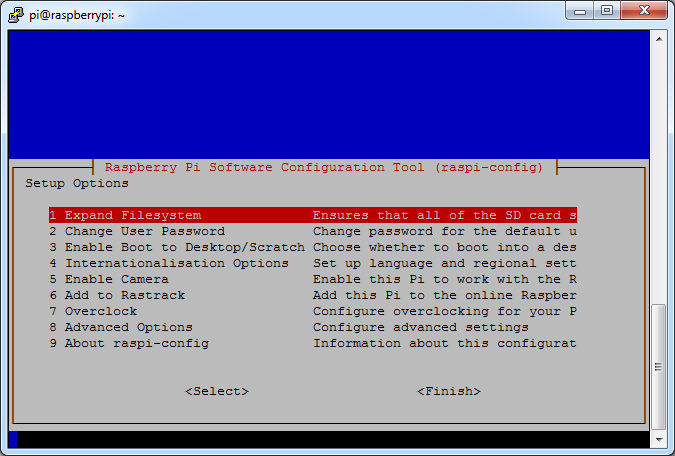 pi@raspberrypi: ~
Raspberry Pi Software Configuration Tool (raspi-config)
Setup Options
1 Expand Filesystem Ensures that all of the SD card s
2 Change User Password Change password for the default u
3 Enable Boot to Desktop/Scratch Choose whether to boot into a des
4 Internationalisation Options Set up language and regional sett
5 Enable Camera Enable this Pi to work with the R
6 Add to Rastrack Add this Pi to the online Raspber
7 Overclock Configure overclocking for your P
8 Advanced Options Configure advanced settings
9 About raspi-config Information about this configurat
<Select> <Finish>